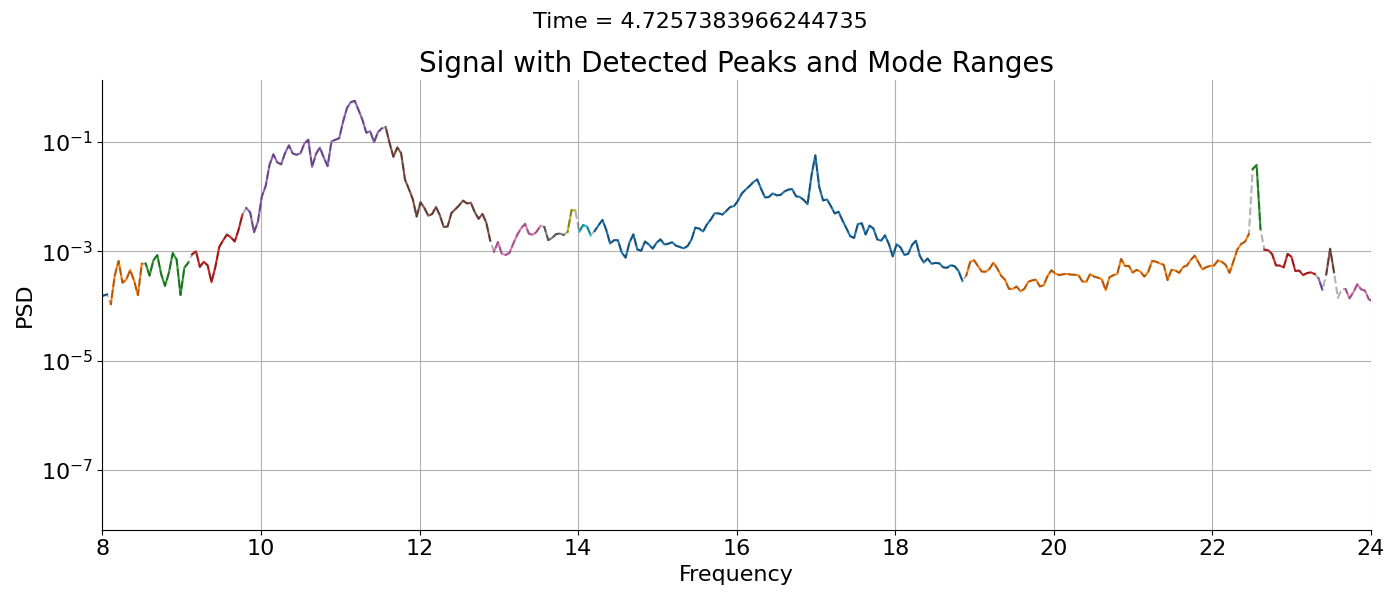 Time = 4.7257383966244735
Signal with Detected Peaks and Mode Ranges
PSD
10⁻¹
10⁻³
10⁻⁵
10⁻⁷
8 10 12 14 16 18 20 22 24
Frequency